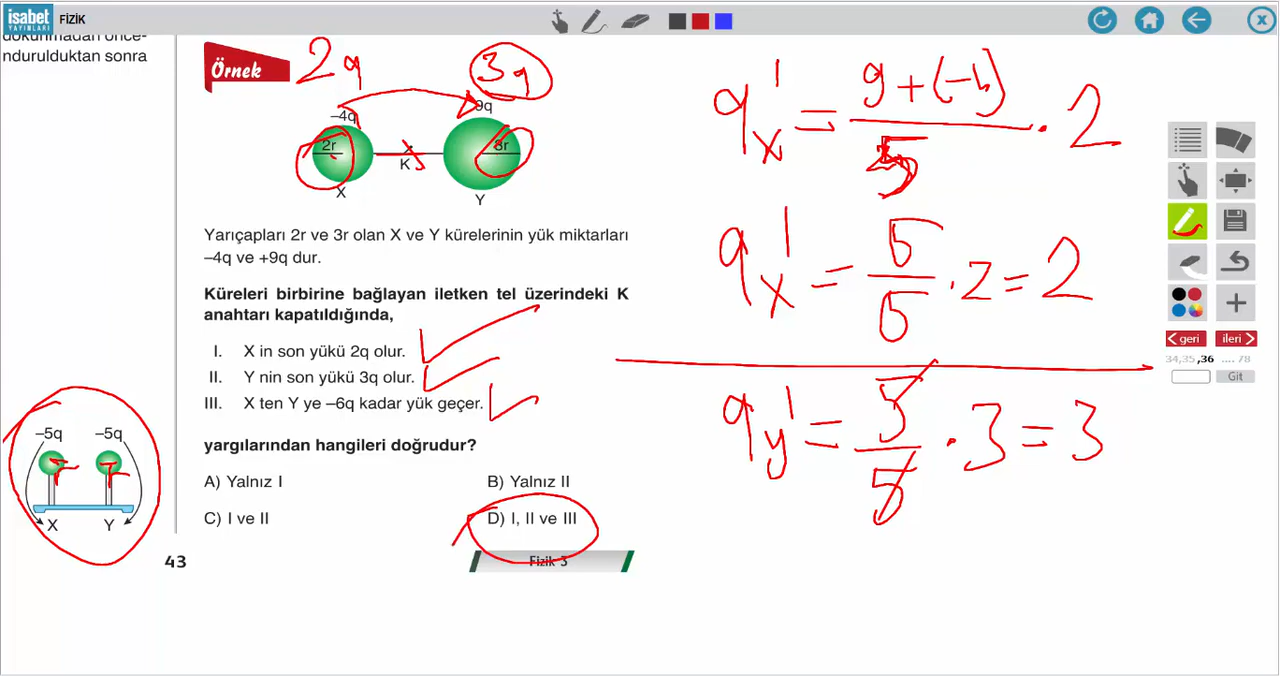 isabet
YAYINLARI
FİZİK
ndurulduktan sonra
–5q –5q
X Y
Örnek
2q
3q
–4q
9q
2r
3r
K
X
Y
Yarıçapları 2r ve 3r olan X ve Y kürelerinin yük miktarları
–4q ve +9q dur.
Küreleri birbirine bağlayan iletken tel üzerindeki K
anahtarı kapatıldığında,
I. X in son yükü 2q olur.
II. Y nin son yükü 3q olur.
III. X ten Y ye –6q kadar yük geçer.
yargılarından hangileri doğrudur?
A) Yalnız I B) Yalnız II
C) I ve II D) I, II ve III
43
Fizik 3
q'x = 9+(-4)/5 . 2
q'x = 5/5 . 2 = 2
q'y = 5/5 . 3 = 3
geri ileri
34,35,36 .... 78
Git